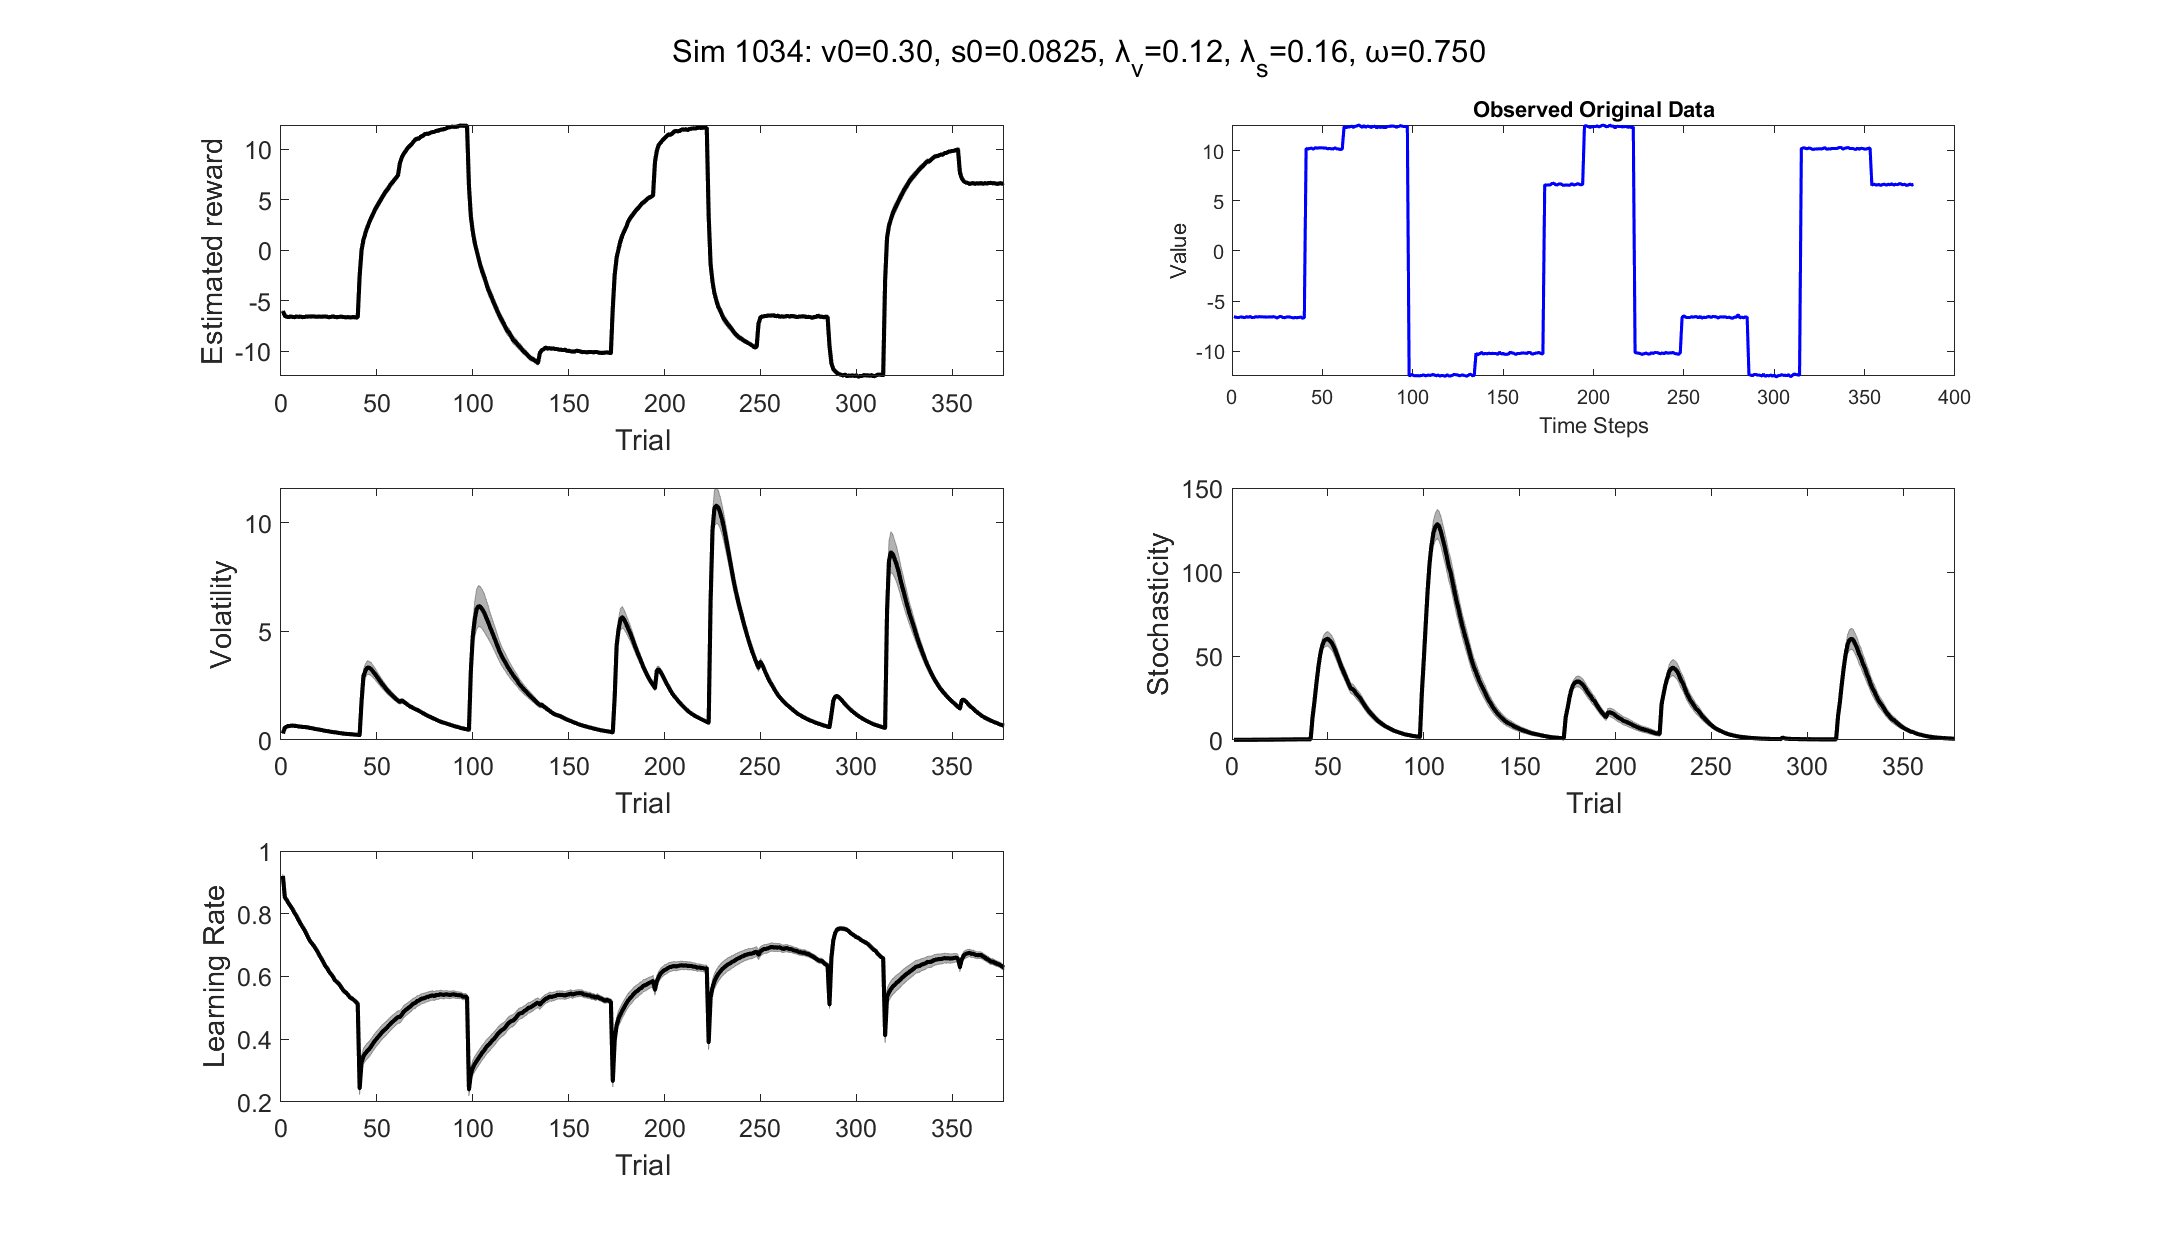 Sim 1034: v0=0.30, s0=0.0825, λ_v=0.12, λ_s=0.16, ω=0.750
Estimated reward
10
5
0
-5
-10
0 50 100 150 200 250 300 350
Trial
Observed Original Data
Value
10
5
0
-5
-10
0 50 100 150 200 250 300 350 400
Time Steps
Volatility
10
5
0
0 50 100 150 200 250 300 350
Trial
Stochasticity
150
100
50
0
0 50 100 150 200 250 300 350
Trial
Learning Rate
1
0.8
0.6
0.4
0.2
0 50 100 150 200 250 300 350
Trial